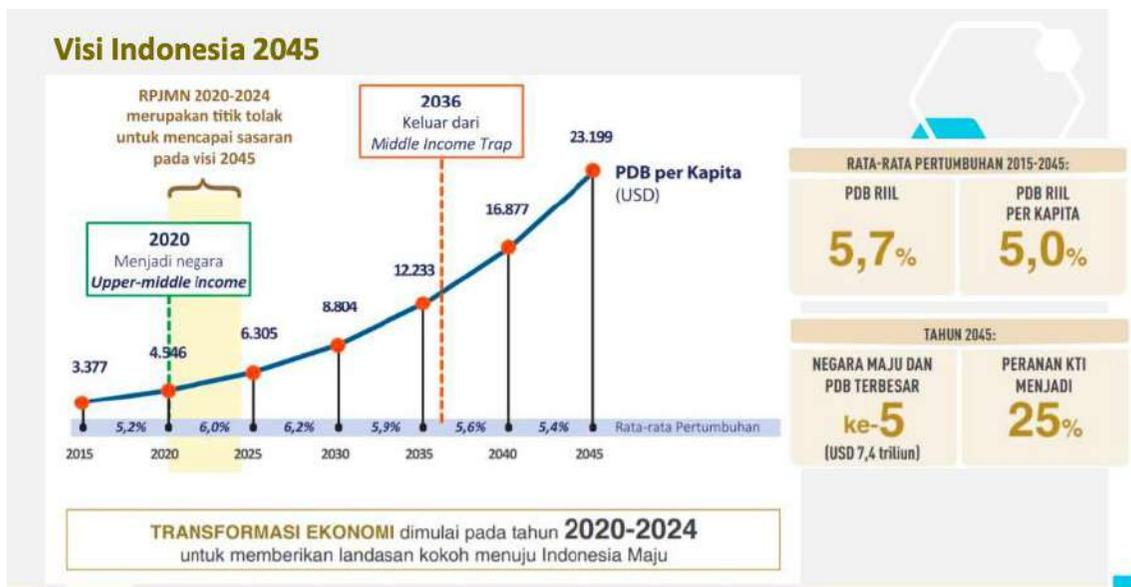 Visi Indonesia 2045
RPJMN 2020-2024
merupakan titik tolak
untuk mencapai sasaran
pada visi 2045
2020
Menjadi negara
Upper-middle Income
2036
Keluar dari
Middle Income Trap
PDB per Kapita
(USD)
3.377
4.546
6.305
8.804
12.233
16.877
23.199
5,2% 6,0% 6,2% 5,9% 5,6% 5,4% Rata-rata Pertumbuhan
2015 2020 2025 2030 2035 2040 2045
TRANSFORMASI EKONOMI dimulai pada tahun 2020-2024
untuk memberikan landasan kokoh menuju Indonesia Maju
RATA-RATA PERTUMBUHAN 2015-2045:
PDB RIIL
5,7%
PDB RIIL
PER KAPITA
5,0%
TAHUN 2045:
NEGARA MAJU DAN
PDB TERBESAR
ke-5
(USD 7,4 triliun)
PERANAN KTI
MENJADI
25%